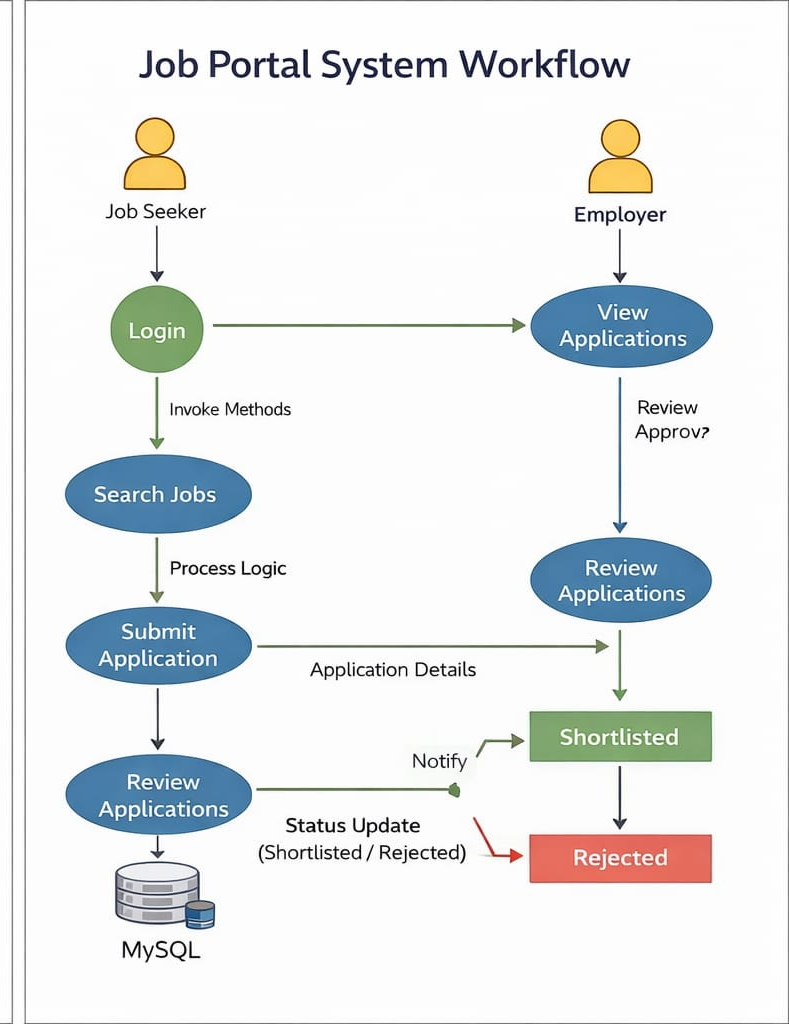 Job Portal System Workflow
Job Seeker
Employer
Login
View
Applications
Invoke Methods
Review
Approv?
Search Jobs
Process Logic
Review
Applications
Submit
Application
Application Details
Shortlisted
Notify
Review
Applications
Status Update
(Shortlisted / Rejected)
Rejected
MySQL